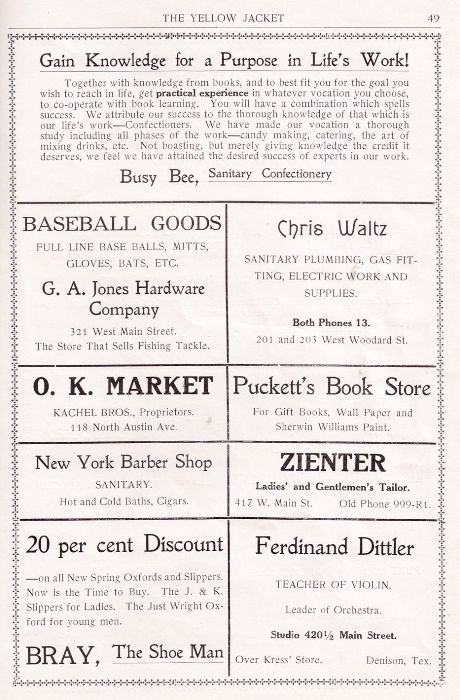 THE YELLOW JACKET 49
Gain Knowledge for a Purpose in Life's Work!
Together with knowledge from books, and to best fit you for the goal you
wish to reach in life, get practical experience in whatever vocation you choose,
to co-operate with book learning. You will have a combination which spells
success. We attribute our success to the thorough knowledge of that which is
our life's work—Confectioners. We have made our vocation a thorough
study including all phases of the work—candy making, catering, the art of
mixing drinks, etc. Not boasting, but merely giving knowledge the credit it
deserves, we feel we have attained the desired success of experts in our work.
Busy Bee, Sanitary Confectionery
BASEBALL GOODS
FULL LINE BASE BALLS, MITTS,
GLOVES, BATS, ETC.
G. A. Jones Hardware
Company
321 West Main Street.
The Store That Sells Fishing Tackle.
Chris Waltz
SANITARY PLUMBING, GAS FIT-
TING, ELECTRIC WORK AND
SUPPLIES.
Both Phones 13.
201 and 203 West Woodard St.
O. K. MARKET
KACHEL BROS., Proprietors.
118 North Austin Ave.
Puckett's Book Store
For Gift Books, Wall Paper and
Sherwin Williams Paint.
New York Barber Shop
SANITARY.
Hot and Cold Baths, Cigars.
ZIENTER
Ladies' and Gentlemen's Tailor.
417 W. Main St. Old Phone 999-R1.
20 per cent Discount
—on all New Spring Oxfords and Slippers.
Now is the Time to Buy. The J. & K.
Slippers for Ladies. The Just Wright Ox-
ford for young men.
BRAY, The Shoe Man
Ferdinand Dittler
TEACHER OF VIOLIN.
Leader of Orchestra.
Studio 420½ Main Street.
Over Kress' Store. Denison, Tex.